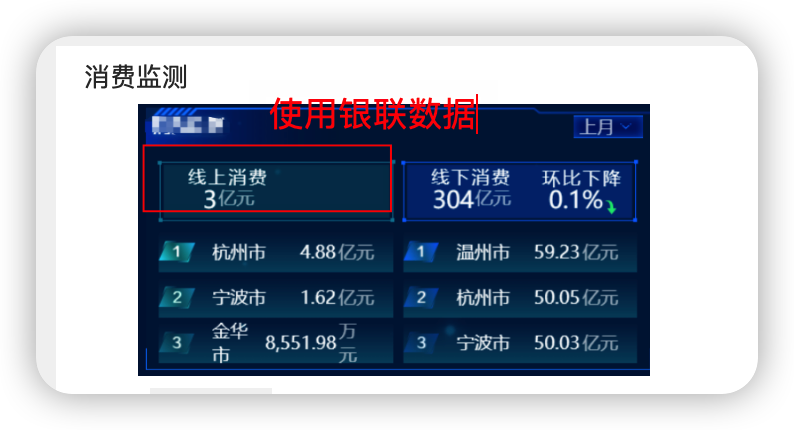 消费监测
使用银联数据
上月
线上消费
3亿元
线下消费 环比下降
304亿元 0.1%
1 杭州市 4.88亿元
2 宁波市 1.62亿元
3 金华市 8,551.98万元
1 温州市 59.23亿元
2 杭州市 50.05亿元
3 宁波市 50.03亿元